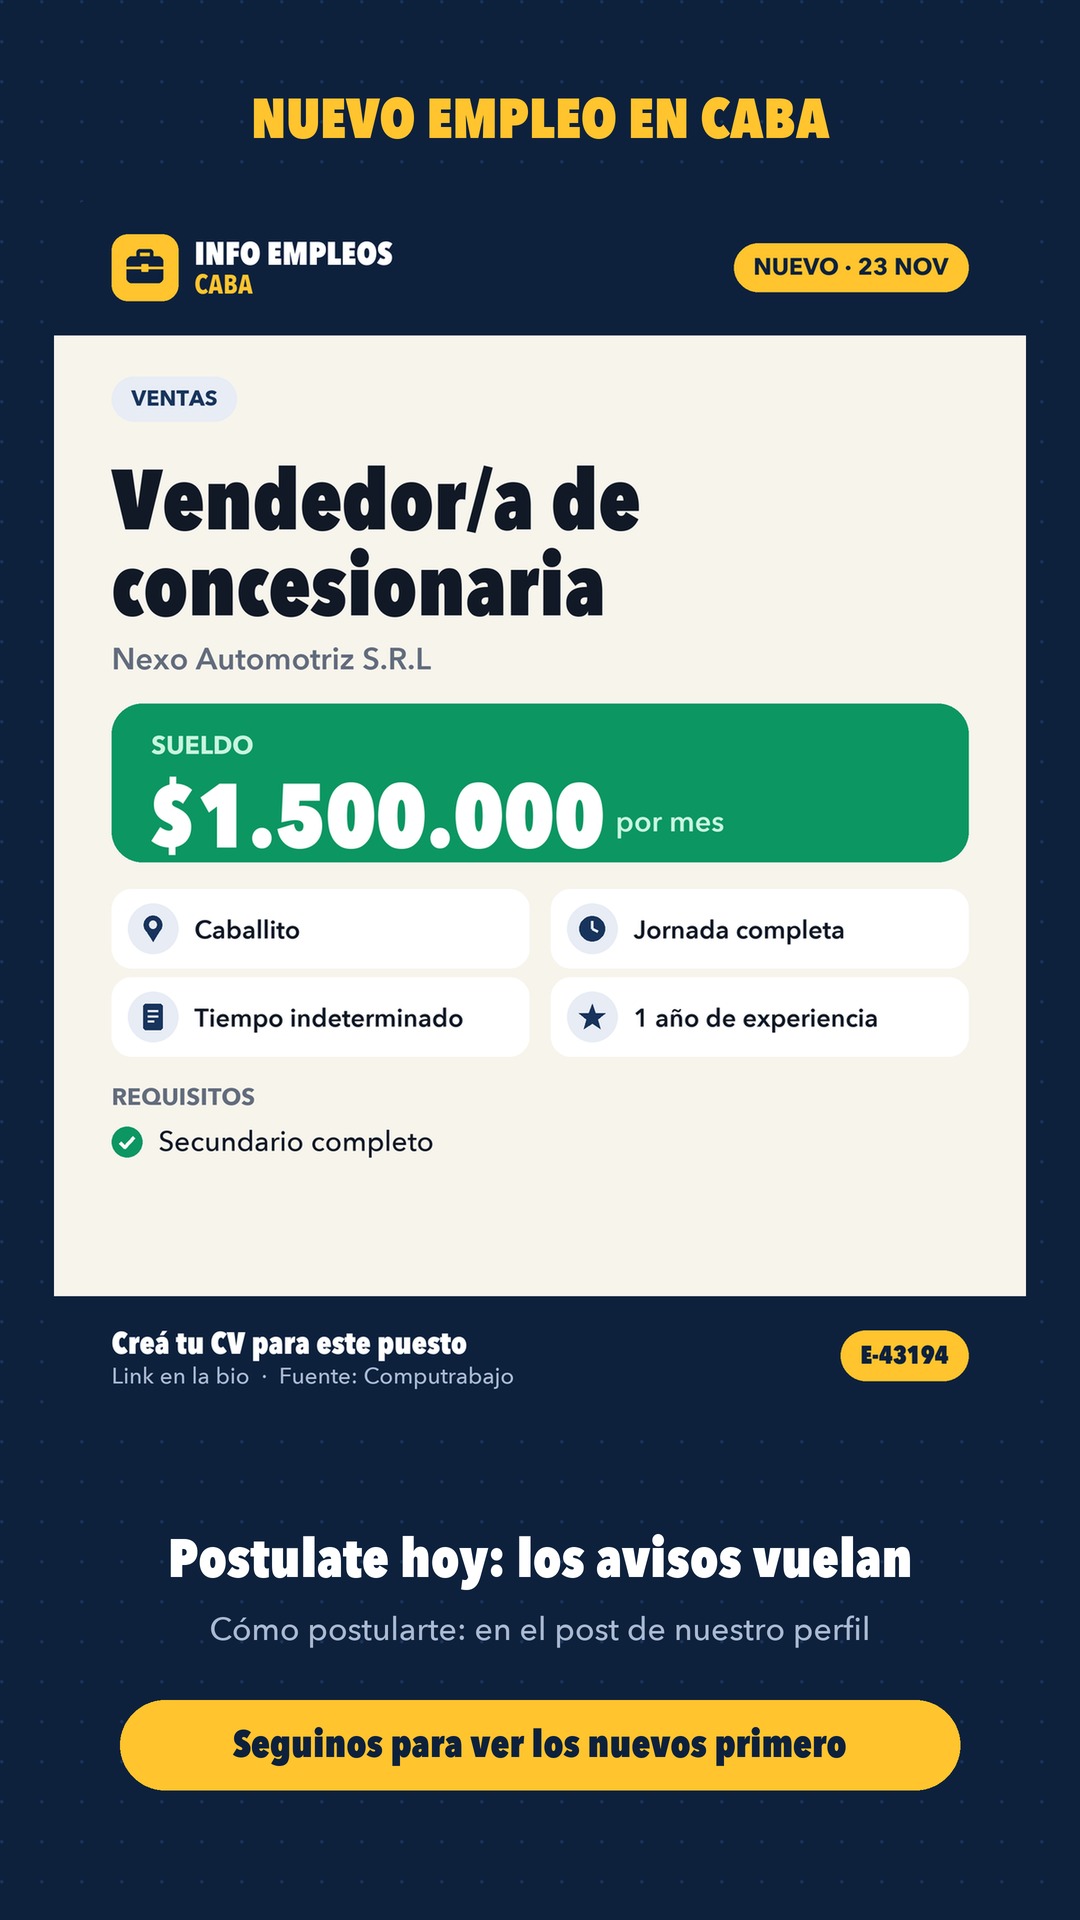 NUEVO EMPLEO EN CABA
INFO EMPLEOS
CABA
NUEVO · 23 NOV
VENTAS
Vendedor/a de
concesionaria
Nexo Automotriz S.R.L
SUELDO
$1.500.000 por mes
Caballito
Jornada completa
Tiempo indeterminado
1 año de experiencia
REQUISITOS
Secundario completo
Creá tu CV para este puesto
Link en la bio · Fuente: Computrabajo
E-43194
Postulate hoy: los avisos vuelan
Cómo postularte: en el post de nuestro perfil
Seguinos para ver los nuevos primero